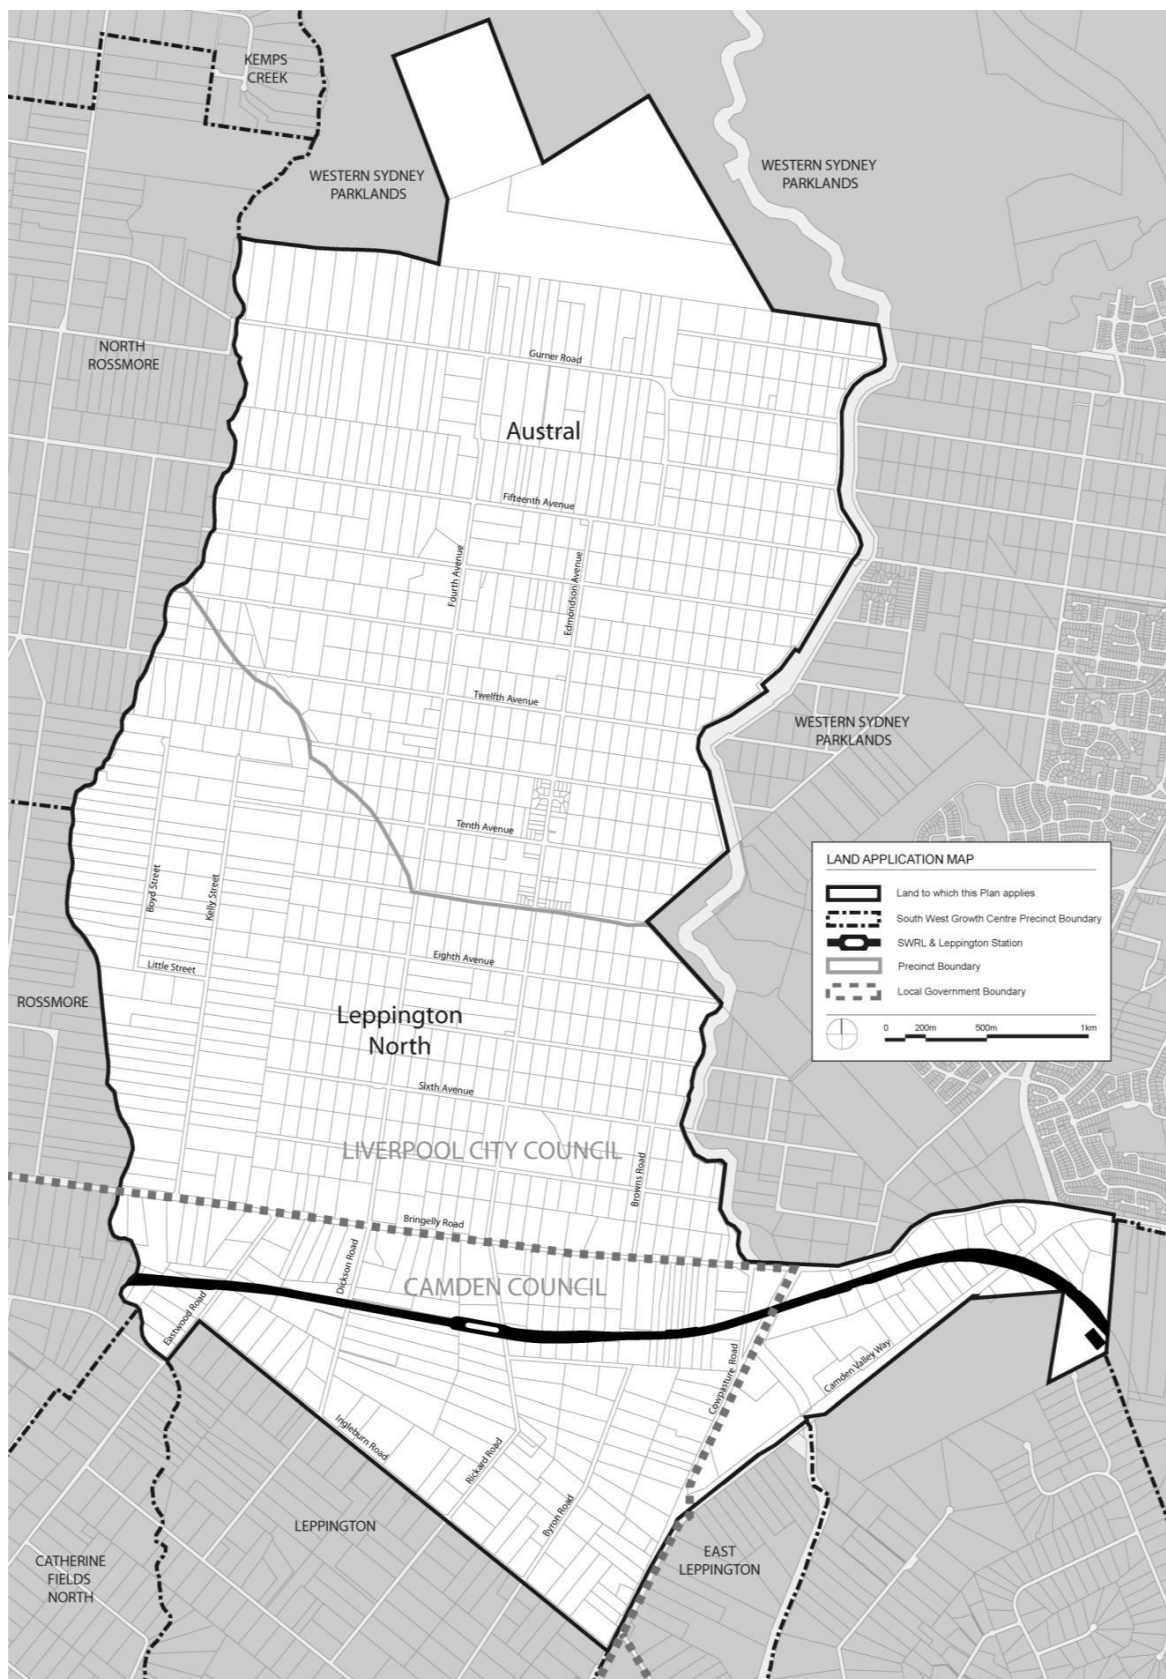 KEMPS
CREEK
WESTERN SYDNEY
PARKLANDS
WESTERN SYDNEY
PARKLANDS
NORTH
ROSSMORE
Gurner Road
Austral
Fifteenth Avenue
Fourth Avenue
Edmondson Avenue
Twelfth Avenue
WESTERN SYDNEY
PARKLANDS
Tenth Avenue
Boyd Street
Kelly Street
Little Street
Eighth Avenue
ROSSMORE
Leppington
North
Sixth Avenue
LIVERPOOL CITY COUNCIL
Browns Road
Bringelly Road
Dickson Road
CAMDEN COUNCIL
Eastwood Road
Cowpasture Road
Camden Valley Way
Ingleburn Road
Rickard Road
Byron Road
LEPPINGTON
EAST
LEPPINGTON
CATHERINE
FIELDS
NORTH
LAND APPLICATION MAP
Land to which this Plan applies
South West Growth Centre Precinct Boundary
SWRL & Leppington Station
Precinct Boundary
Local Government Boundary
0 200m 500m 1km